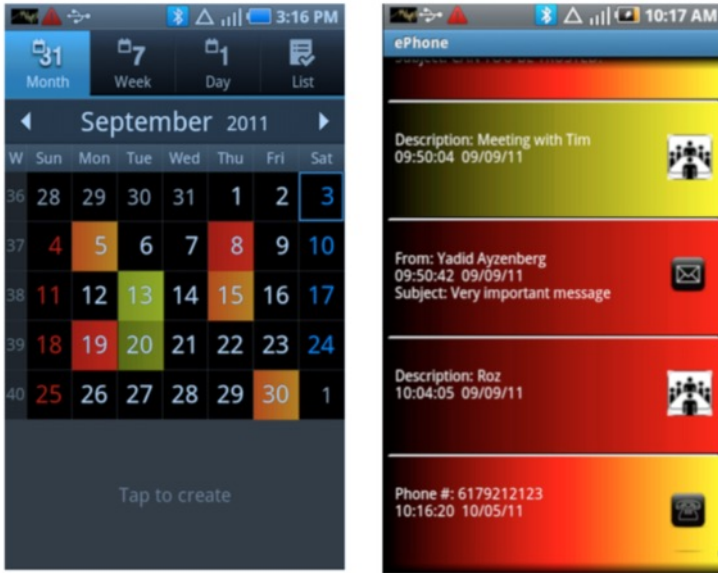 3:16 PM
31
7
1
Month
Week
Day
List
September 2011
W Sun Mon Tue Wed Thu Fri Sat
36 28 29 30 31 1 2 3
37 4 5 6 7 8 9 10
38 11 12 13 14 15 16 17
39 18 19 20 21 22 23 24
40 25 26 27 28 29 30 1
Tap to create
10:17 AM
ePhone
Subject: CAN YOU BE TRUSTED?
Description: Meeting with Tim
09:50:04 09/09/11
From: Yadid Ayzenberg
09:50:42 09/09/11
Subject: Very important message
Description: Roz
10:04:05 09/09/11
Phone #: 6179212123
10:16:20 10/05/11